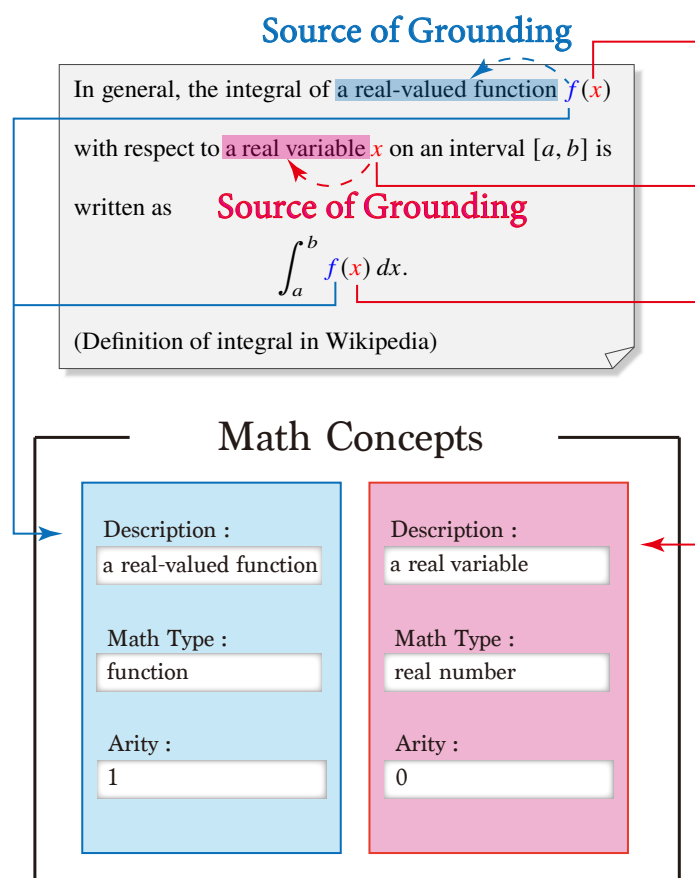 Source of Grounding
In general, the integral of a real-valued function f(x)
with respect to a real variable x on an interval [a, b] is
written as
Source of Grounding
∫_a^b f(x) dx.
(Definition of integral in Wikipedia)
Math Concepts
Description :
a real-valued function
Math Type :
function
Arity :
1
Description :
a real variable
Math Type :
real number
Arity :
0